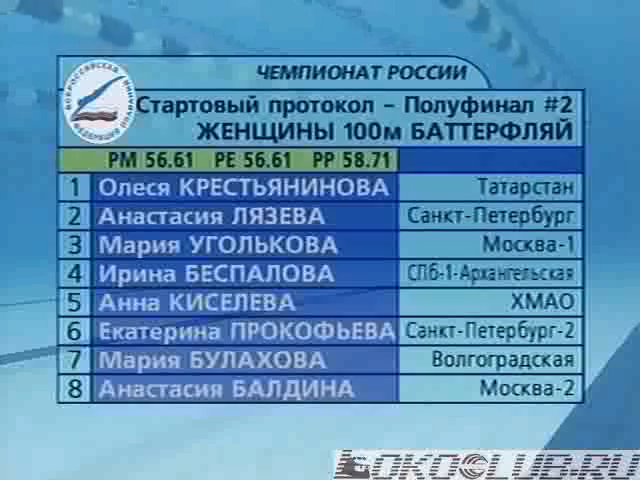 ЧЕМПИОНАТ РОССИИ
Стартовый протокол – Полуфинал #2
ЖЕНЩИНЫ 100м БАТТЕРФЛЯЙ
РМ 56.61 РЕ 56.61 РР 58.71
1 Олеся КРЕСТЬЯНИНОВА Татарстан
2 Анастасия ЛЯЗЕВА Санкт-Петербург
3 Мария УГОЛЬКОВА Москва-1
4 Ирина БЕСПАЛОВА СПб-1-Архангельская
5 Анна КИСЕЛЕВА ХМАО
6 Екатерина ПРОКОФЬЕВА Санкт-Петербург-2
7 Мария БУЛАХОВА Волгоградская
8 Анастасия БАЛДИНА Москва-2
LOKOCLUB.RU